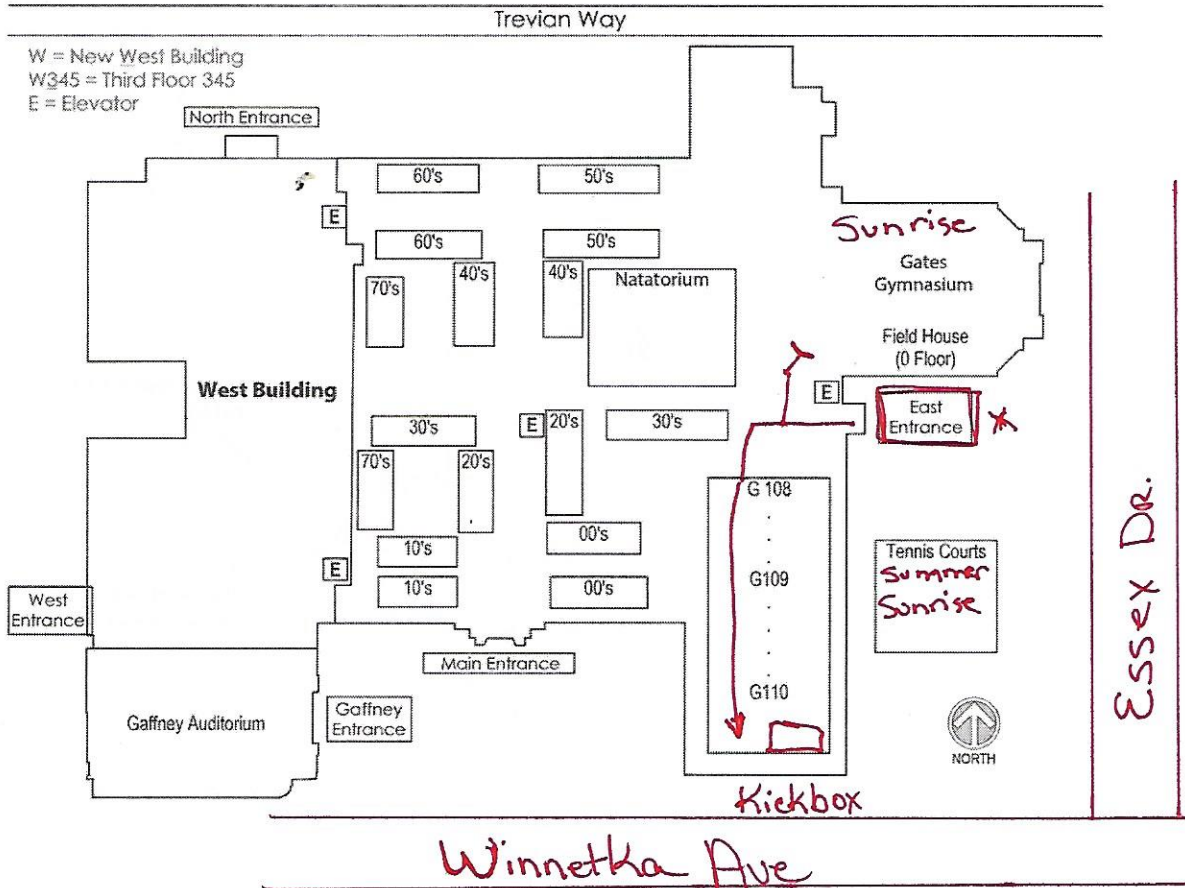 Trevian Way
W = New West Building
W345 = Third Floor 345
E = Elevator
North Entrance
60's
50's
E
60's
50's
Sunrise
70's
40's
40's
Natatorium
Gates
Gymnasium
Field House
(0 Floor)
West Building
E
East
Entrance
30's
E
20's
30's
70's
20's
G 108
00's
10's
E
G109
Tennis Courts
Summer
Sunrise
10's
00's
West
Entrance
Main Entrance
G110
Gaffney Auditorium
Gaffney
Entrance
NORTH
Essex Dr.
Kickbox
Winnetka Ave